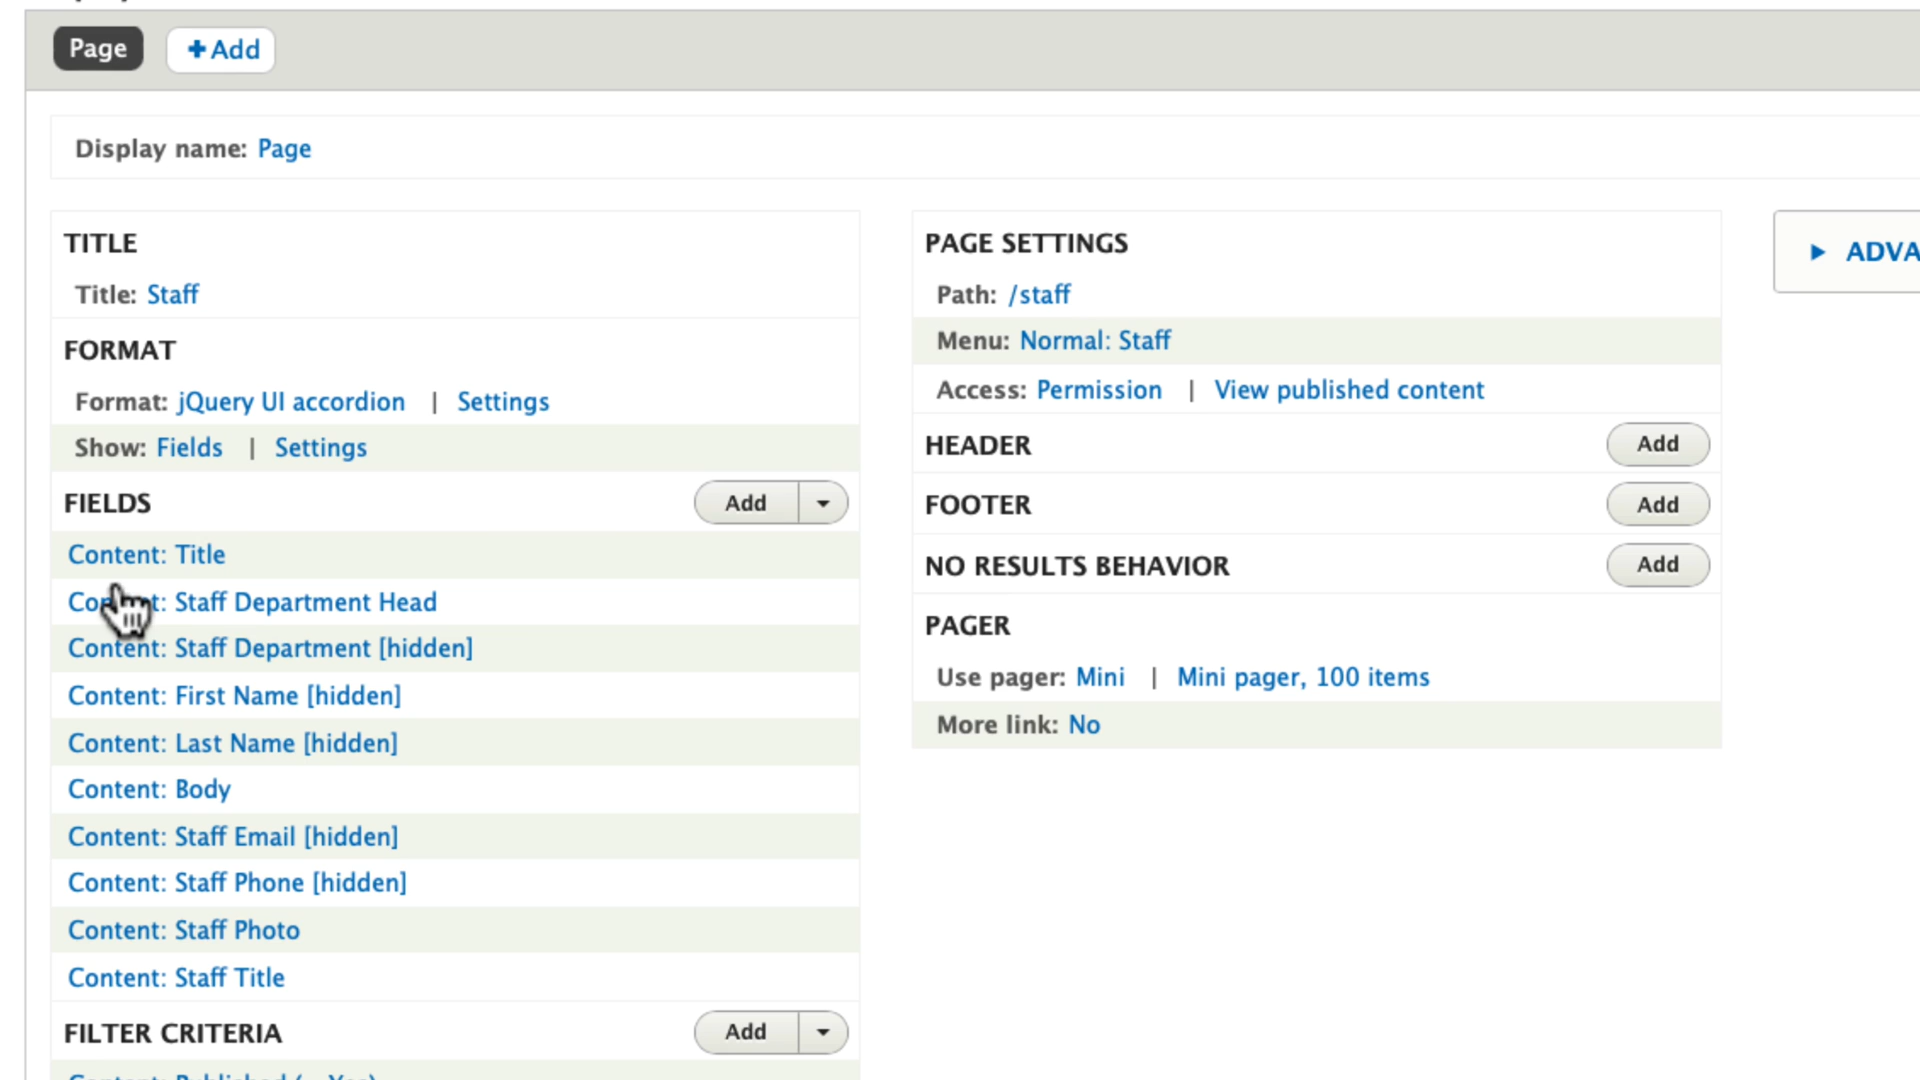 Page +Add
Display name: Page
TITLE
Title: Staff
FORMAT
Format: jQuery UI accordion | Settings
Show: Fields | Settings
FIELDS Add
Content: Title
Content: Staff Department Head
Content: Staff Department [hidden]
Content: First Name [hidden]
Content: Last Name [hidden]
Content: Body
Content: Staff Email [hidden]
Content: Staff Phone [hidden]
Content: Staff Photo
Content: Staff Title
FILTER CRITERIA Add
PAGE SETTINGS
Path: /staff
Menu: Normal: Staff
Access: Permission | View published content
HEADER Add
FOOTER Add
NO RESULTS BEHAVIOR Add
PAGER
Use pager: Mini | Mini pager, 100 items
More link: No
ADVA